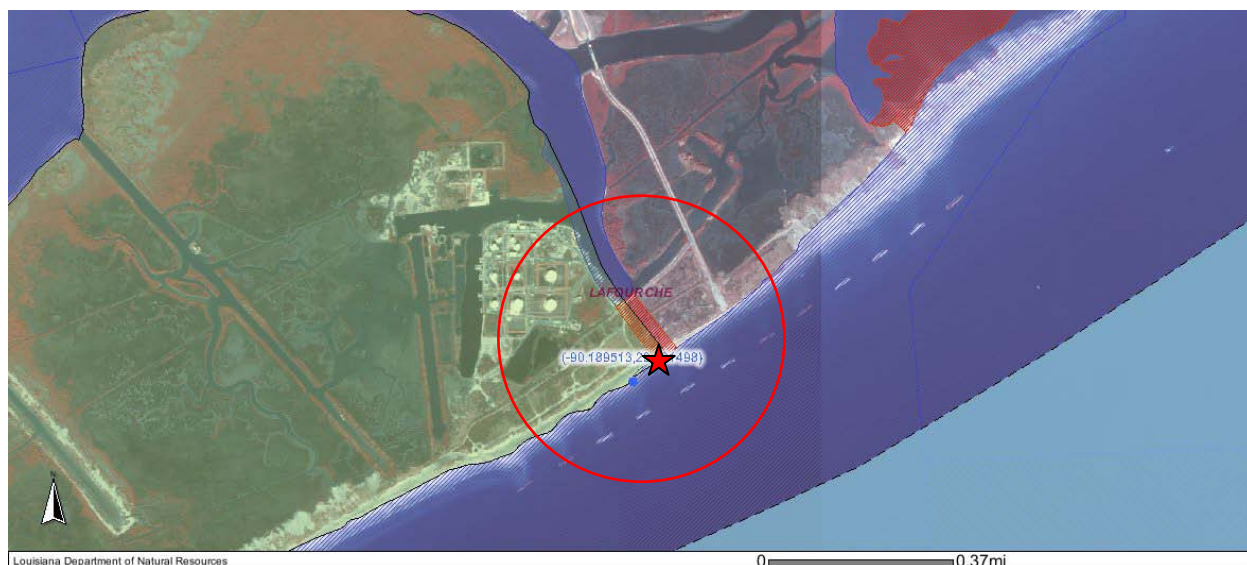 LAFOURCHE
(-90.189513,2 498)
N
Louisiana Department of Natural Resources
0 0.37mi